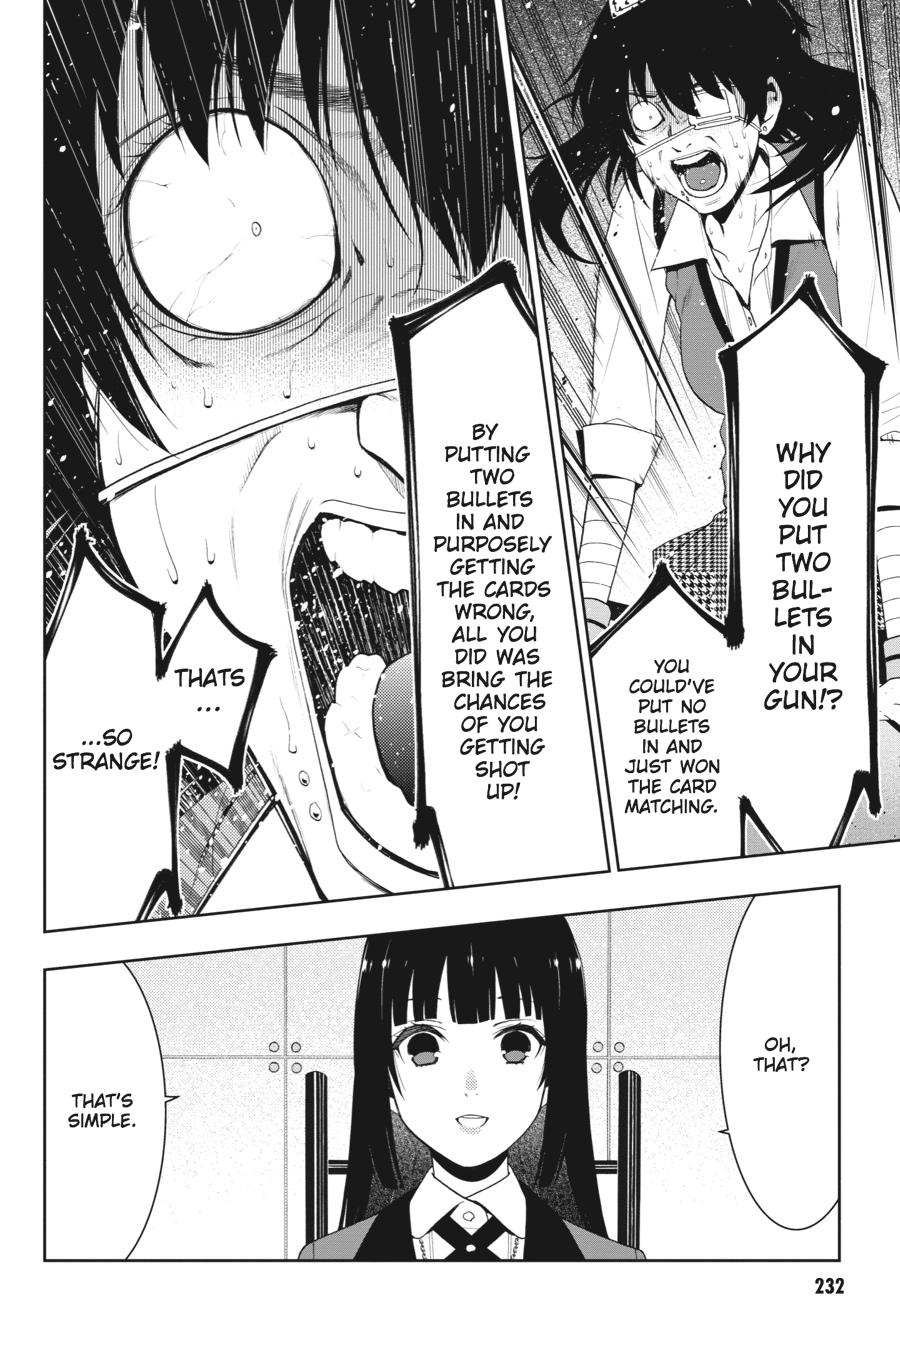 WHY
DID
YOU
PUT
TWO
BUL-
LETS
IN
YOUR
GUN!?
YOU
COULD'VE
PUT NO
BULLETS
IN AND
JUST WON
THE CARD
MATCHING.
BY
PUTTING
TWO
BULLETS
IN AND
PURPOSELY
GETTING
THE CARDS
WRONG,
ALL YOU
DID WAS
BRING THE
CHANCES
OF YOU
GETTING
SHOT
UP!
THATS
...
...SO
STRANGE!
OH,
THAT?
THAT'S
SIMPLE.
232